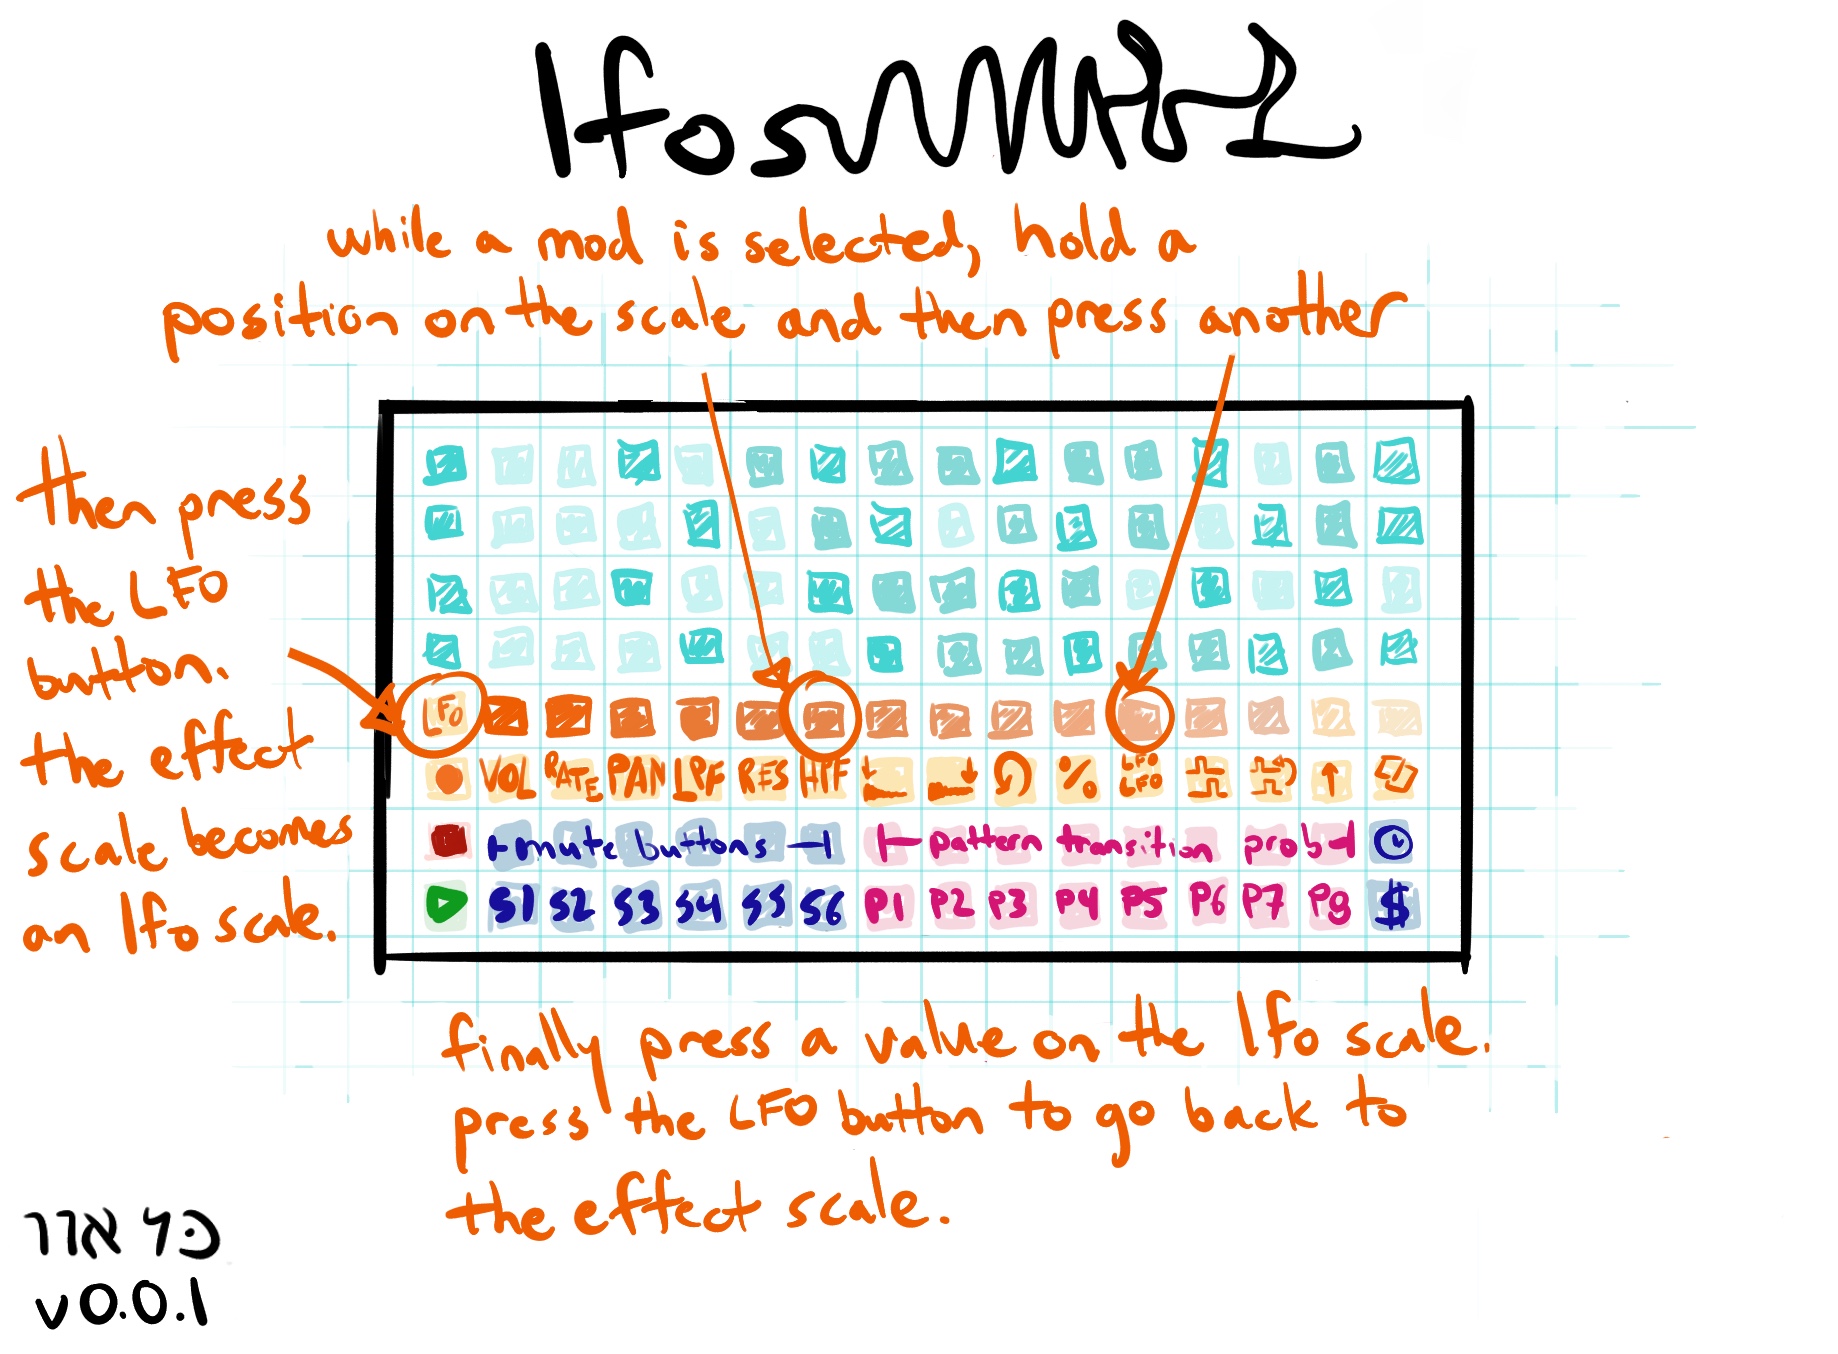 lfos
while a mod is selected, hold a
position on the scale and then press another
then press
the LFO
button.
the effect
scale becomes
an lfo scale.
LFO
VOL RATE PAN LPF RES HPF % LFO LFO
mute buttons pattern transition prob
S1 S2 S3 S4 S5 S6 P1 P2 P3 P4 P5 P6 P7 P8 $
finally press a value on the lfo scale.
press the LFO button to go back to
the effect scale.
v0.0.1